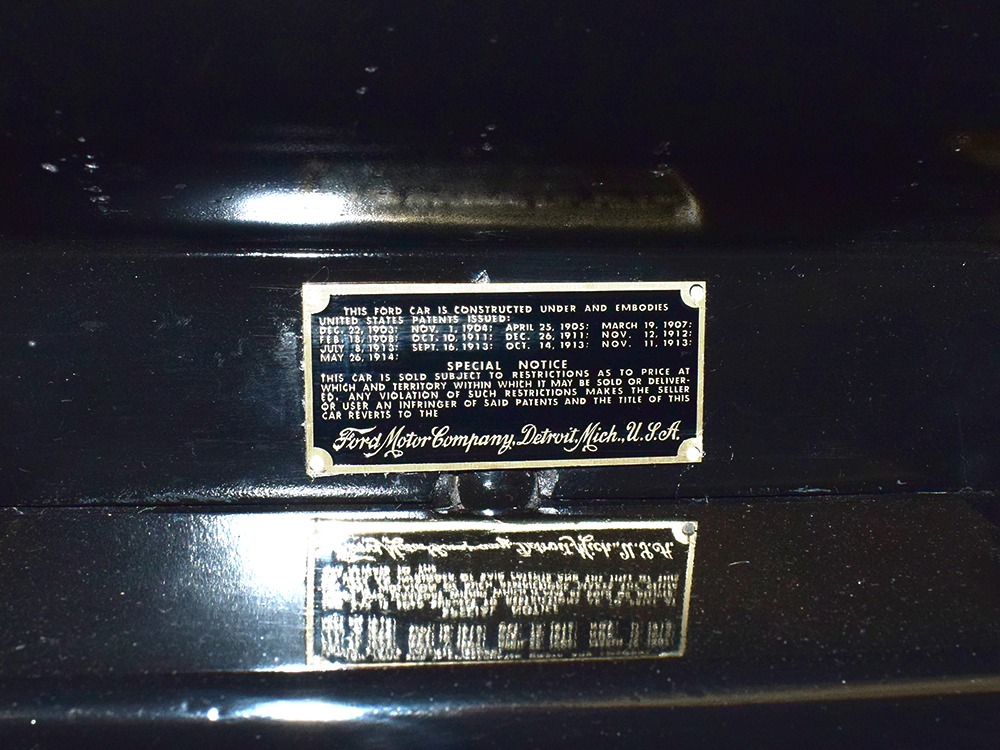 THIS FORD CAR IS CONSTRUCTED UNDER AND EMBODIES
UNITED STATES PATENTS ISSUED:
DEC. 22, 1903: NOV. 1, 1904: APRIL 25, 1905: MARCH 19, 1907:
FEB. 18, 1908: OCT. 10, 1911: DEC. 26, 1911: NOV. 12, 1912:
JULY 8, 1913: SEPT. 16, 1913: OCT. 14, 1913: NOV. 11, 1913:
MAY 26, 1914:
SPECIAL NOTICE
THIS CAR IS SOLD SUBJECT TO RESTRICTIONS AS TO PRICE AT
WHICH AND TERRITORY WITHIN WHICH IT MAY BE SOLD OR DELIVER-
ED. ANY VIOLATION OF SUCH RESTRICTIONS MAKES THE SELLER
OR USER AN INFRINGER OF SAID PATENTS AND THE TITLE OF THIS
CAR REVERTS TO THE
Ford Motor Company, Detroit, Mich., U.S.A.